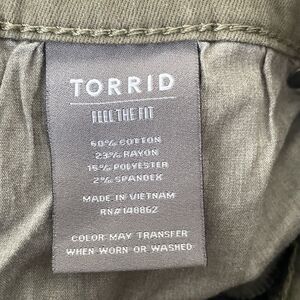 TORRID
FEEL THE FIT
60% COTTON
23% RAYON
15% POLYESTER
2% SPANDEX
MADE IN VIETNAM
RN#148862
COLOR MAY TRANSFER
WHEN WORN OR WASHED